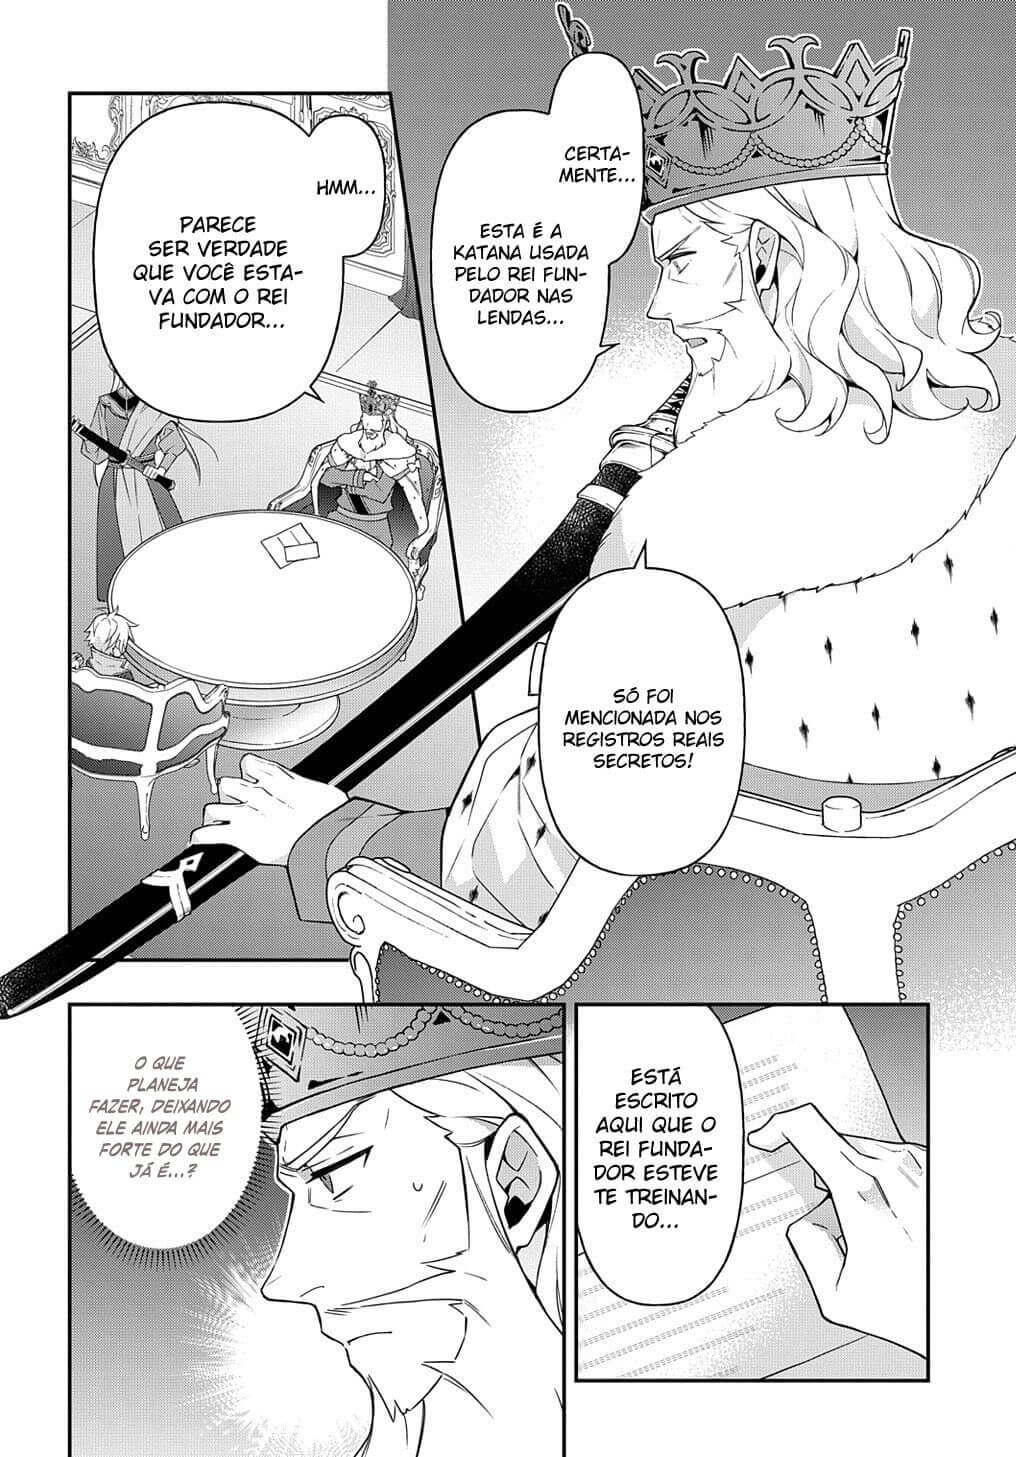 CERTA-
MENTE...
ESTA É A
KATANA USADA
PELO REI FUN-
DADOR NAS
LENDAS...
SÓ FOI
MENCIONADA NOS
REGISTROS REAIS
SECRETOS!
HMM...
PARECE
SER VERDADE
QUE VOCÊ ESTA-
VA COM O REI
FUNDADOR...
ESTÁ
ESCRITO
AQUI QUE O
REI FUNDA-
DOR ESTEVE
TE TREINAN-
DO...
O QUE
PLANEJA
FAZER, DEIXANDO
ELE AINDA MAIS
FORTE DO QUE
JÁ É...?